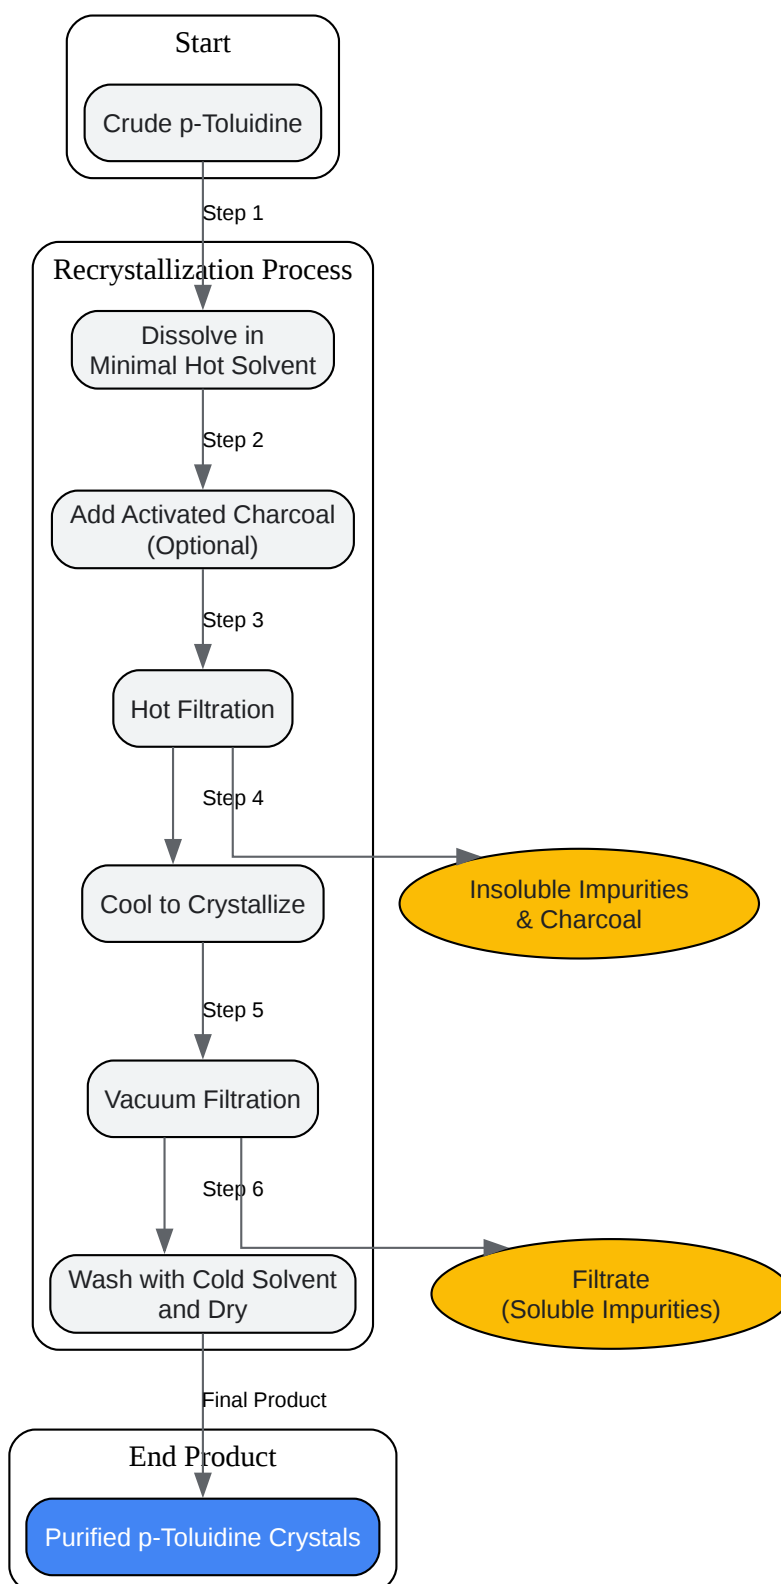 Start
Crude p-Toluidine
Step 1
Recrystallization Process
Dissolve in
Minimal Hot Solvent
Step 2
Add Activated Charcoal
(Optional)
Step 3
Hot Filtration
Step 4
Insoluble Impurities
& Charcoal
Cool to Crystallize
Step 5
Vacuum Filtration
Step 6
Wash with Cold Solvent
and Dry
Filtrate
(Soluble Impurities)
Final Product
End Product
Purified p-Toluidine Crystals